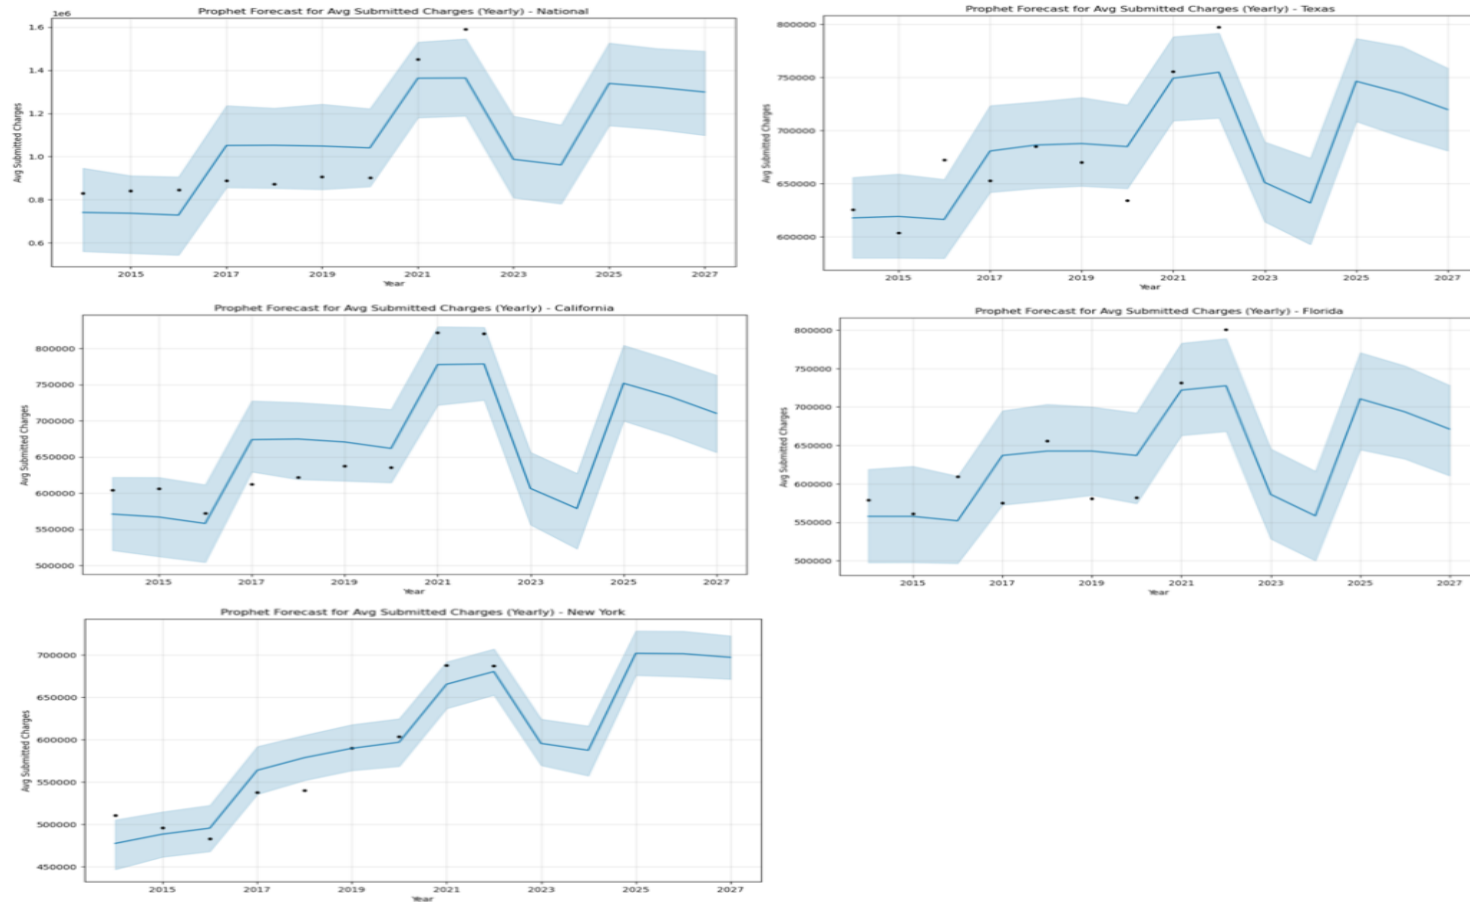 Prophet Forecast for Avg Submitted Charges (Yearly) - National
1e6
1.6
1.4
1.2
1.0
0.8
0.6
Avg Submitted Charges
2015 2017 2019 2021 2023 2025 2027
Year
Prophet Forecast for Avg Submitted Charges (Yearly) - Texas
800000
750000
700000
650000
600000
Avg Submitted Charges
2015 2017 2019 2021 2023 2025 2027
Year
Prophet Forecast for Avg Submitted Charges (Yearly) - California
800000
750000
700000
650000
600000
550000
500000
Avg Submitted Charges
2015 2017 2019 2021 2023 2025 2027
Year
Prophet Forecast for Avg Submitted Charges (Yearly) - Florida
800000
750000
700000
650000
600000
550000
500000
Avg Submitted Charges
2015 2017 2019 2021 2023 2025 2027
Year
Prophet Forecast for Avg Submitted Charges (Yearly) - New York
700000
650000
600000
550000
500000
450000
Avg Submitted Charges
2015 2017 2019 2021 2023 2025 2027
Year